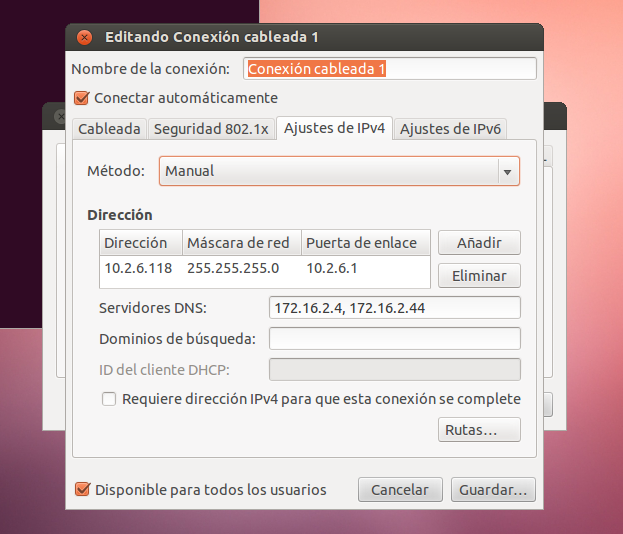 Editando Conexión cableada 1
Nombre de la conexión: Conexión cableada 1
Conectar automáticamente
Cableada Seguridad 802.1x Ajustes de IPv4 Ajustes de IPv6
Método: Manual
Dirección
Dirección Máscara de red Puerta de enlace Añadir
10.2.6.118 255.255.255.0 10.2.6.1
Eliminar
Servidores DNS: 172.16.2.4, 172.16.2.44
Dominios de búsqueda:
ID del cliente DHCP:
Requiere dirección IPv4 para que esta conexión se complete
Rutas...
Disponible para todos los usuarios Cancelar Guardar...